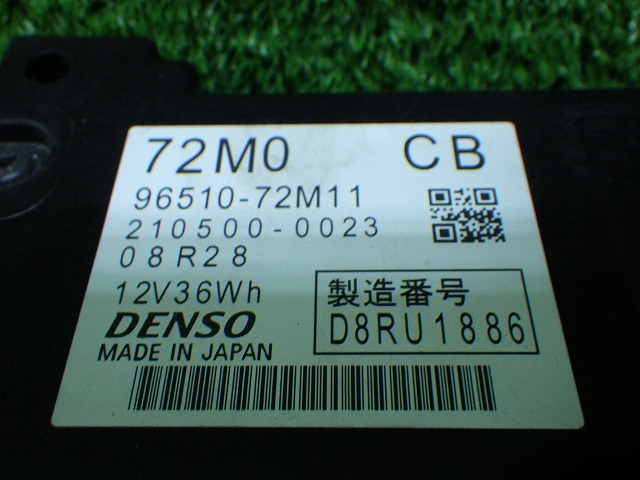 72M0 CB
96510-72M11
210500-0023
08R28
12V36Wh
DENSO
MADE IN JAPAN
製造番号
D8RU1886